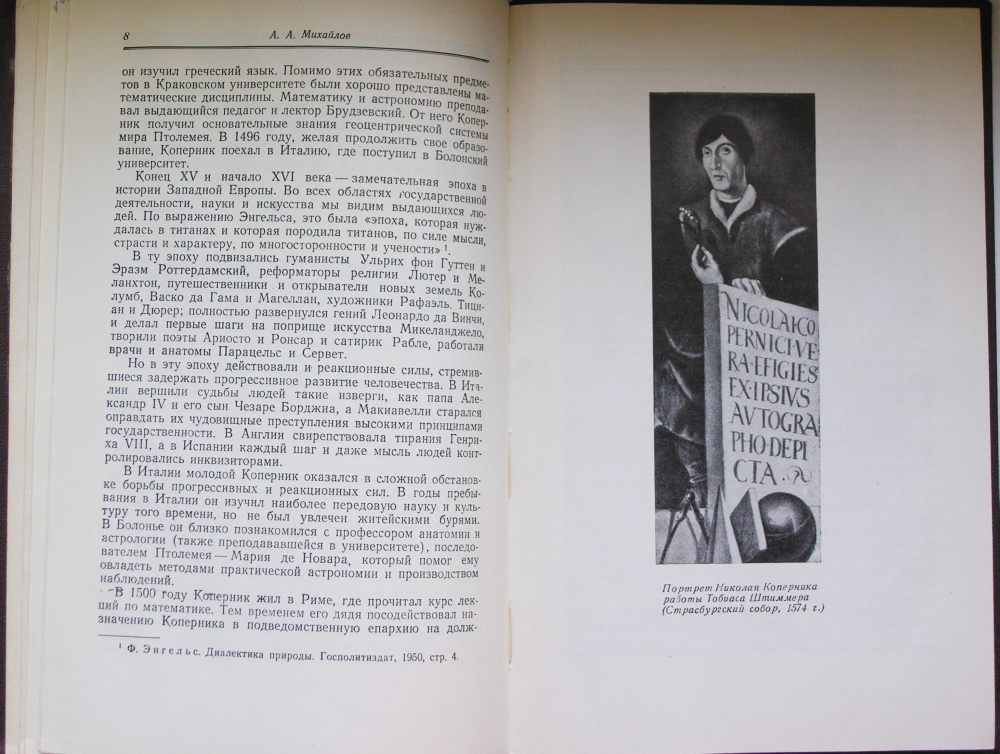 8
А. А. Михайлов
он изучил греческий язык. Помимо этих обязательных предме-
тов в Краковском университете были хорошо представлены ма-
тематические дисциплины. Математику и астрономию препода-
вал выдающийся педагог и лектор Брудзевский. От него Копер-
ник получил основательные знания геоцентрической системы
мира Птолемея. В 1496 году, желая продолжить свое образо-
вание, Коперник поехал в Италию, где поступил в Болонский
университет.
Конец XV и начало XVI века — замечательная эпоха в
истории Западной Европы. Во всех областях государственной
деятельности, науки и искусства мы видим выдающихся лю-
дей. По выражению Энгельса, это была «эпоха, которая нуж-
далась в титанах и которая породила титанов, по силе мысли,
страсти и характеру, по многосторонности и учености» ¹.
В ту эпоху подвизались гуманисты Ульрих фон Гуттен и
Эразм Роттердамский, реформаторы религии Лютер и Ме-
ланхтон, путешественники и открыватели новых земель Ко-
лумб, Васко да Гама и Магеллан, художники Рафаэль, Тици-
ан и Дюрер; полностью развернулся гений Леонардо да Винчи,
и делал первые шаги на поприще искусства Микеланджело,
творили поэты Ариосто и Ронсар и сатирик Рабле, работали
врачи и анатомы Парацельс и Сервет.
Но в эту эпоху действовали и реакционные силы, стремив-
шиеся задержать прогрессивное развитие человечества. В Ита-
лии вершили судьбы людей такие изверги, как папа Але-
ксандр IV и его сын Чезаре Борджиа, а Макиавелли старался
оправдать их чудовищные преступления высокими принципами
государственности. В Англии свирепствовала тирания Генри-
ха VIII, а в Испании каждый шаг и даже мысль людей конт-
ролировались инквизиторами.
В Италии молодой Коперник оказался в сложной обстанов-
ке борьбы прогрессивных и реакционных сил. В годы пребы-
вания в Италии он изучил наиболее передовую науку и куль-
туру того времени, но не был увлечен житейскими бурями.
В Болонье он близко познакомился с профессором анатомии и
астрологии (также преподававшейся в университете), последо-
вателем Птолемея — Мария де Новара, который помог ему
овладеть методами практической астрономии и производством
наблюдений.
В 1500 году Коперник жил в Риме, где прочитал курс лек-
ций по математике. Тем временем его дядя посодействовал на-
значению Коперника в подведомственную епархию на долж-
¹ Ф. Энгельс. Диалектика природы. Госполитиздат, 1950, стр. 4.
NICOLAI·CO
PERNICI·VE
RA·EFIGIES
EX·IPSIVS
AVTOGRA
PHO·DEPI
CTA.
Портрет Николая Коперника
работы Тобиаса Штиммера
(Страсбургский собор, 1574 г.)